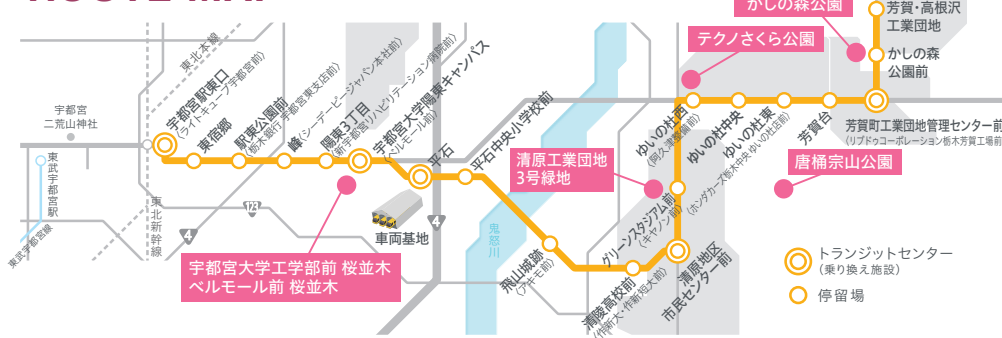 ROUTE MAP
かしの森公園
芳賀・高根沢
工業団地
かしの森
公園前
テクノさくら公園
東北本線
宇都宮
二荒山神社
東武宇都宮駅
東武宇都宮線
東北新幹線
宇都宮駅東口
(ライトキューブ宇都宮前)
東宿郷
駅東公園前
(栃木銀行 宇都宮東支店前)
峰(シーデーピージャパン本社前)
陽東3丁目
(新宇都宮リハビリテーション病院前)
宇都宮大学陽東キャンパス
(ベルモール前)
平石
平石中央小学校前
123
4
4
車両基地
鬼怒川
宇都宮大学工学部前 桜並木
ベルモール前 桜並木
飛山城跡
(アキモ前)
清陵高校前
(作新大・作新短大前)
清原地区
市民センター前
グリーンスタジアム前
(キヤノン前)
清原工業団地
3号緑地
ゆいの杜西
(阿久津整備前)
ゆいの杜中央
(ホンダカーズ栃木中央 ゆいの杜店前)
ゆいの杜東
芳賀台
芳賀町工業団地管理センター前
(リブドゥコーポレーション栃木芳賀工場前)
唐桶宗山公園
トランジットセンター
(乗り換え施設)
停留場